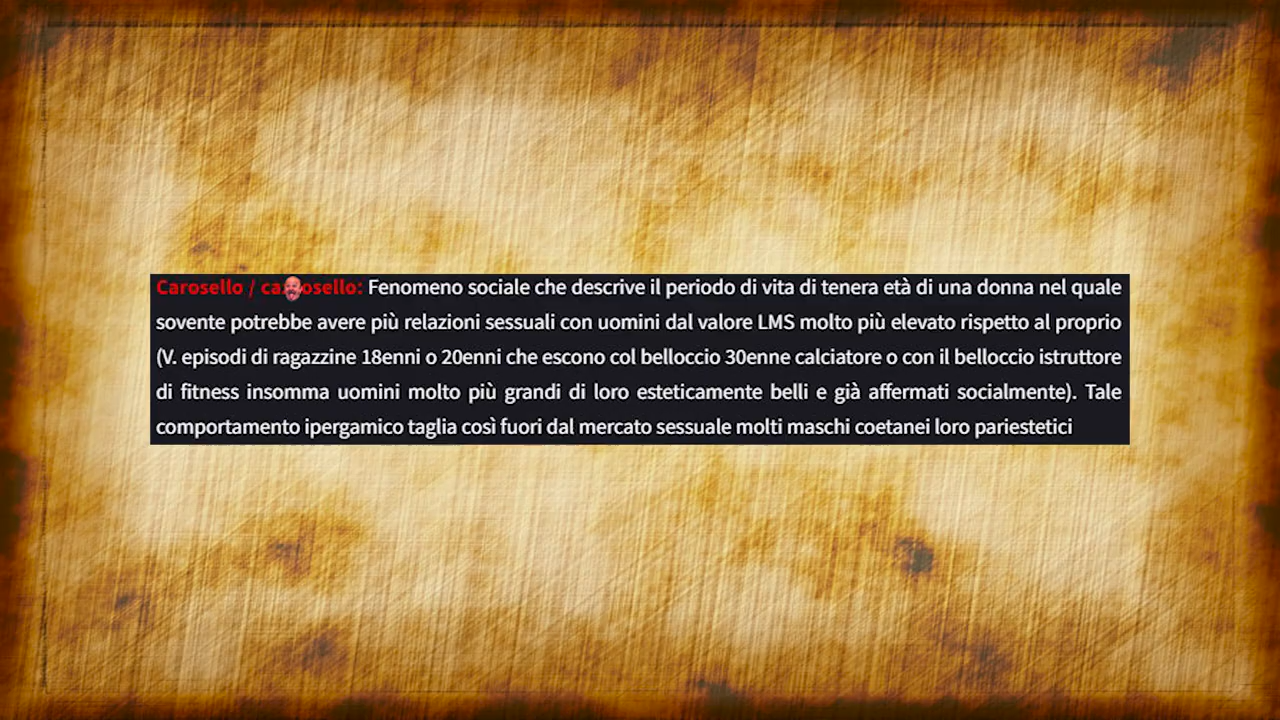 Carosello / ca osello: Fenomeno sociale che descrive il periodo di vita di tenera età di una donna nel quale
sovente potrebbe avere più relazioni sessuali con uomini dal valore LMS molto più elevato rispetto al proprio
(V. episodi di ragazzine 18enni o 20enni che escono col belloccio 30enne calciatore o con il belloccio istruttore
di fitness insomma uomini molto più grandi di loro esteticamente belli e già affermati socialmente). Tale
comportamento ipergamico taglia così fuori dal mercato sessuale molti maschi coetanei loro pariestetici